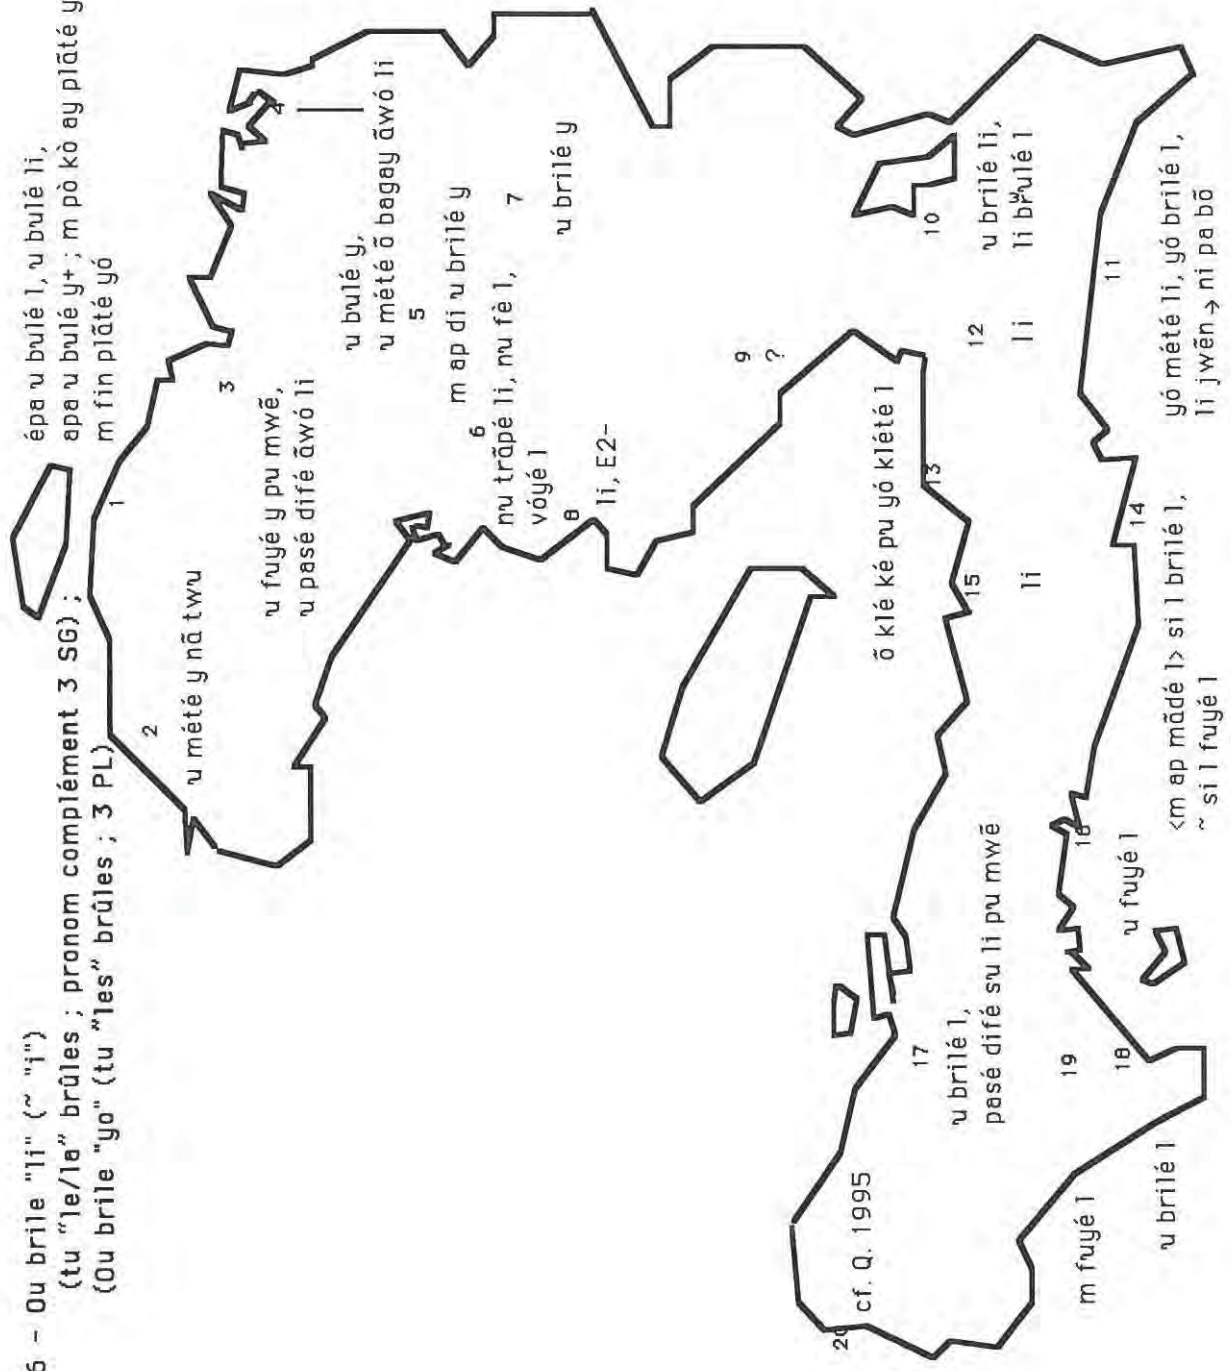 6 - Ou brile "li" (~ "i")
(tu "le/la" brûles ; pronom complément 3 SG) ;
(Ou brile "yo" (tu "les" brûles ; 3 PL)
épa u bulé l, u bulé li,
apa u bulé y+ ; m pò kò ay plãté y
m fin plãté yó
1
2
u mété y nã twu
3
u fuyé y pu mwẽ,
u pasé difé ãwó li
4
u bulé y,
u mété õ bagay ãwó li
5
m ap di u brilé y
6
nu trãpé li, nu fè l,
vóyé l
7
u brilé y
8
li, E2-
9
?
10
u brilé li,
li brulé l
11
yó mété li, yó brilé l,
li jwẽn → ni pa bõ
12
li
13
õ klé ké pu yó klété l
14
<m ap mãdé l> si l brilé l,
~ si l fuyé l
15
li
16
u fuyé l
17
u brilé l,
pasé difé su li pu mwẽ
18
u brilé l
19
m fuyé l
20 cf. Q. 1995